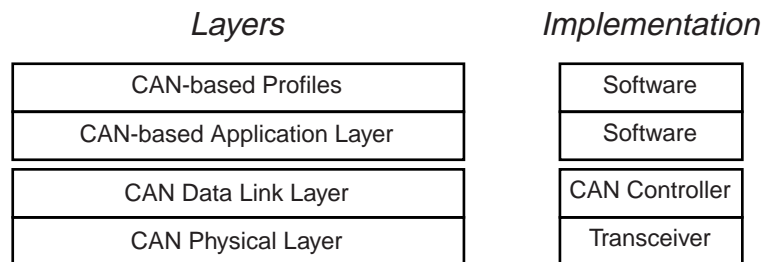 Layers Implementation
CAN-based Profiles Software
CAN-based Application Layer Software
CAN Data Link Layer CAN Controller
CAN Physical Layer Transceiver